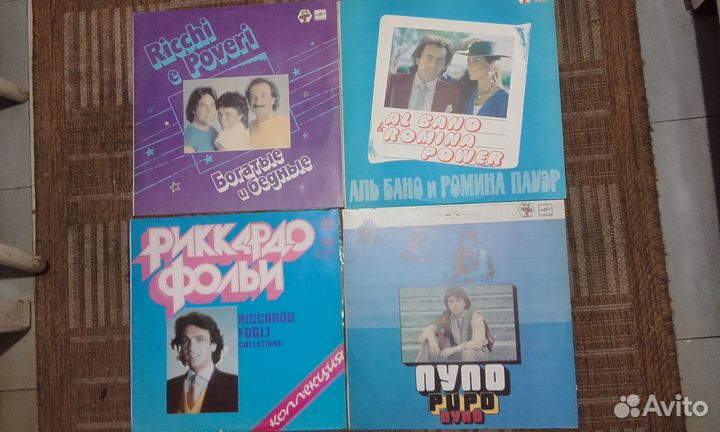 Ricchi
e Poveri
Богатые
и бедные
AL BANO
& ROMINA
POWER
АЛЬ БАНО и РОМИНА ПАУЭР
РИККАРДО
ФОЛЬИ
RICCARDO
FOGLI
COLLEZIONE
КОЛЛЕКЦИЯ
ПУПО
PUPO
ПУПО
Avito